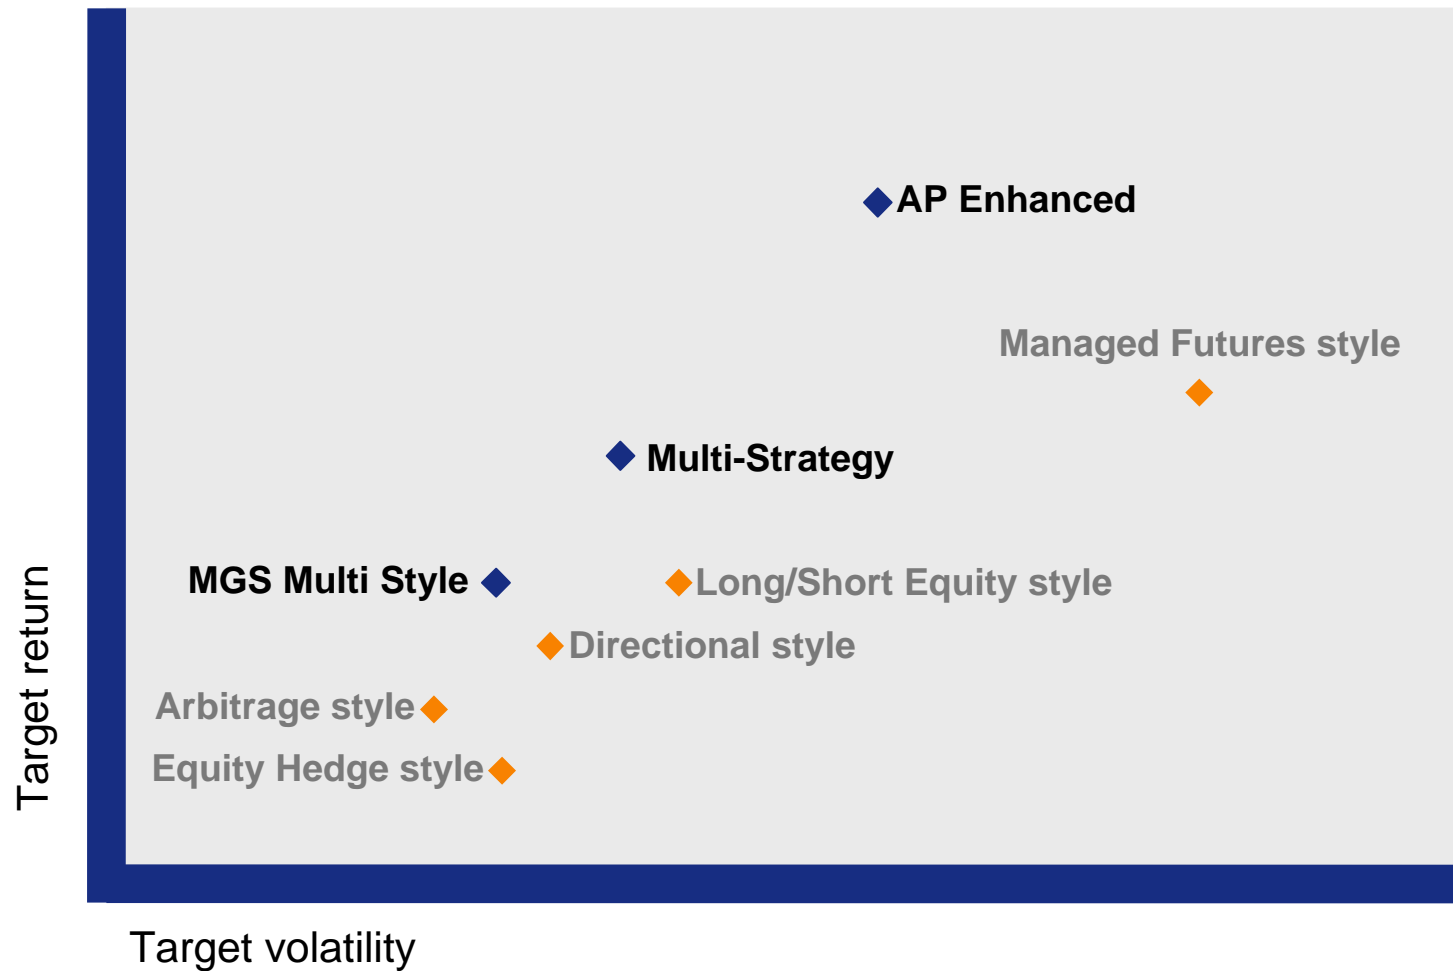 AP Enhanced
Managed Futures style
Multi-Strategy
MGS Multi Style
Long/Short Equity style
Directional style
Arbitrage style
Equity Hedge style
Target return
Target volatility